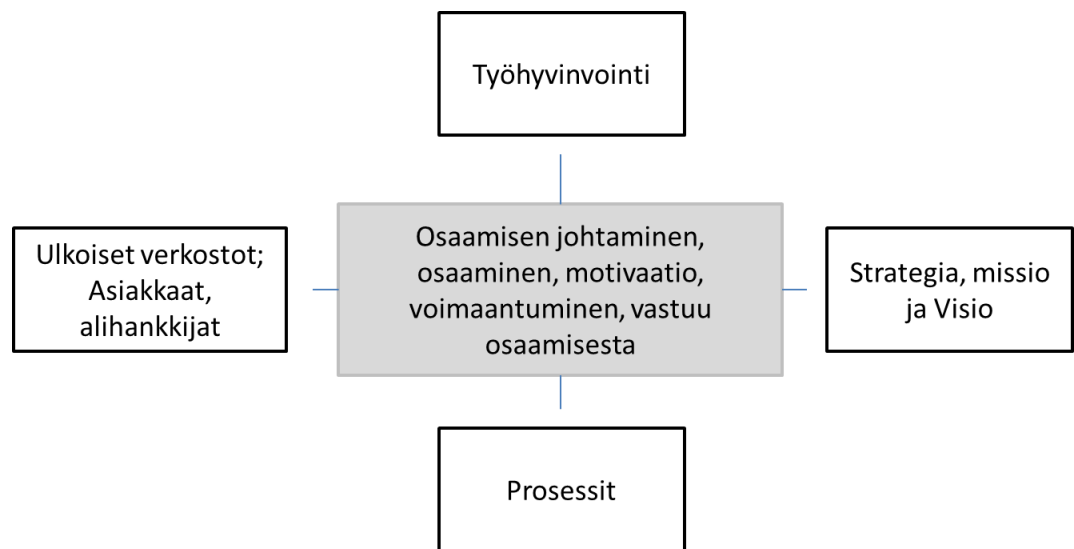 Työhyvinvointi
Ulkoiset verkostot;
Asiakkaat,
alihankkijat
Osaamisen johtaminen,
osaaminen, motivaatio,
voimaantuminen, vastuu
osaamisesta
Strategia, missio
ja Visio
Prosessit